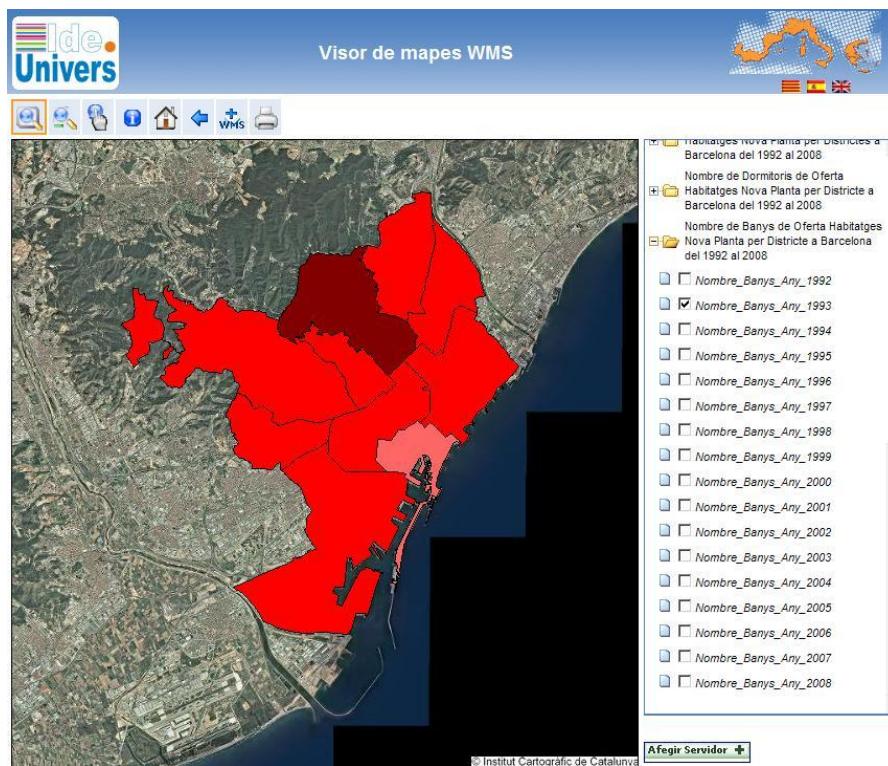 Ide.
Univers
Visor de mapes WMS
WMS
Habitatges Nova Planta per Districtes a
Barcelona del 1992 al 2008
Nombre de Dormitoris de Oferta
Habitatges Nova Planta per Districte a
Barcelona del 1992 al 2008
Nombre de Banys de Oferta Habitatges
Nova Planta per Districte a Barcelona
del 1992 al 2008
Nombre_Banys_Any_1992
Nombre_Banys_Any_1993
Nombre_Banys_Any_1994
Nombre_Banys_Any_1995
Nombre_Banys_Any_1996
Nombre_Banys_Any_1997
Nombre_Banys_Any_1998
Nombre_Banys_Any_1999
Nombre_Banys_Any_2000
Nombre_Banys_Any_2001
Nombre_Banys_Any_2002
Nombre_Banys_Any_2003
Nombre_Banys_Any_2004
Nombre_Banys_Any_2005
Nombre_Banys_Any_2006
Nombre_Banys_Any_2007
Nombre_Banys_Any_2008
© Institut Cartogràfic de Catalunya
Afegir Servidor +